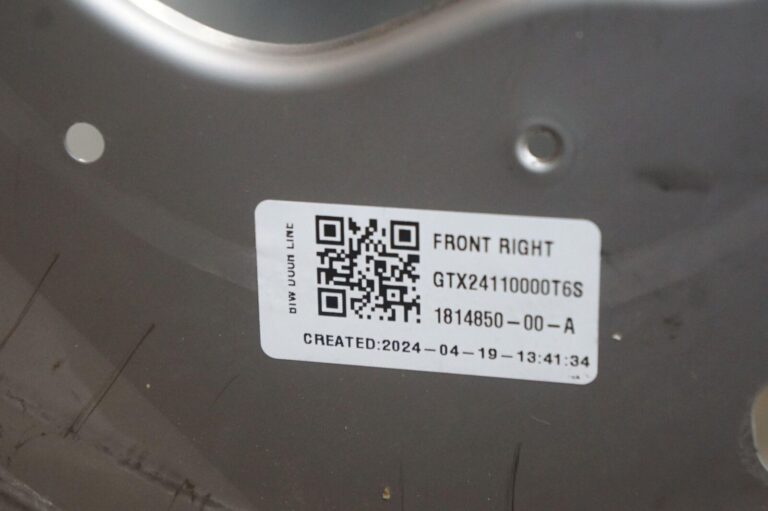 BIW DOOR LINE
FRONT RIGHT
GTX24110000T6S
1814850-00-A
CREATED:2024-04-19-13:41:34